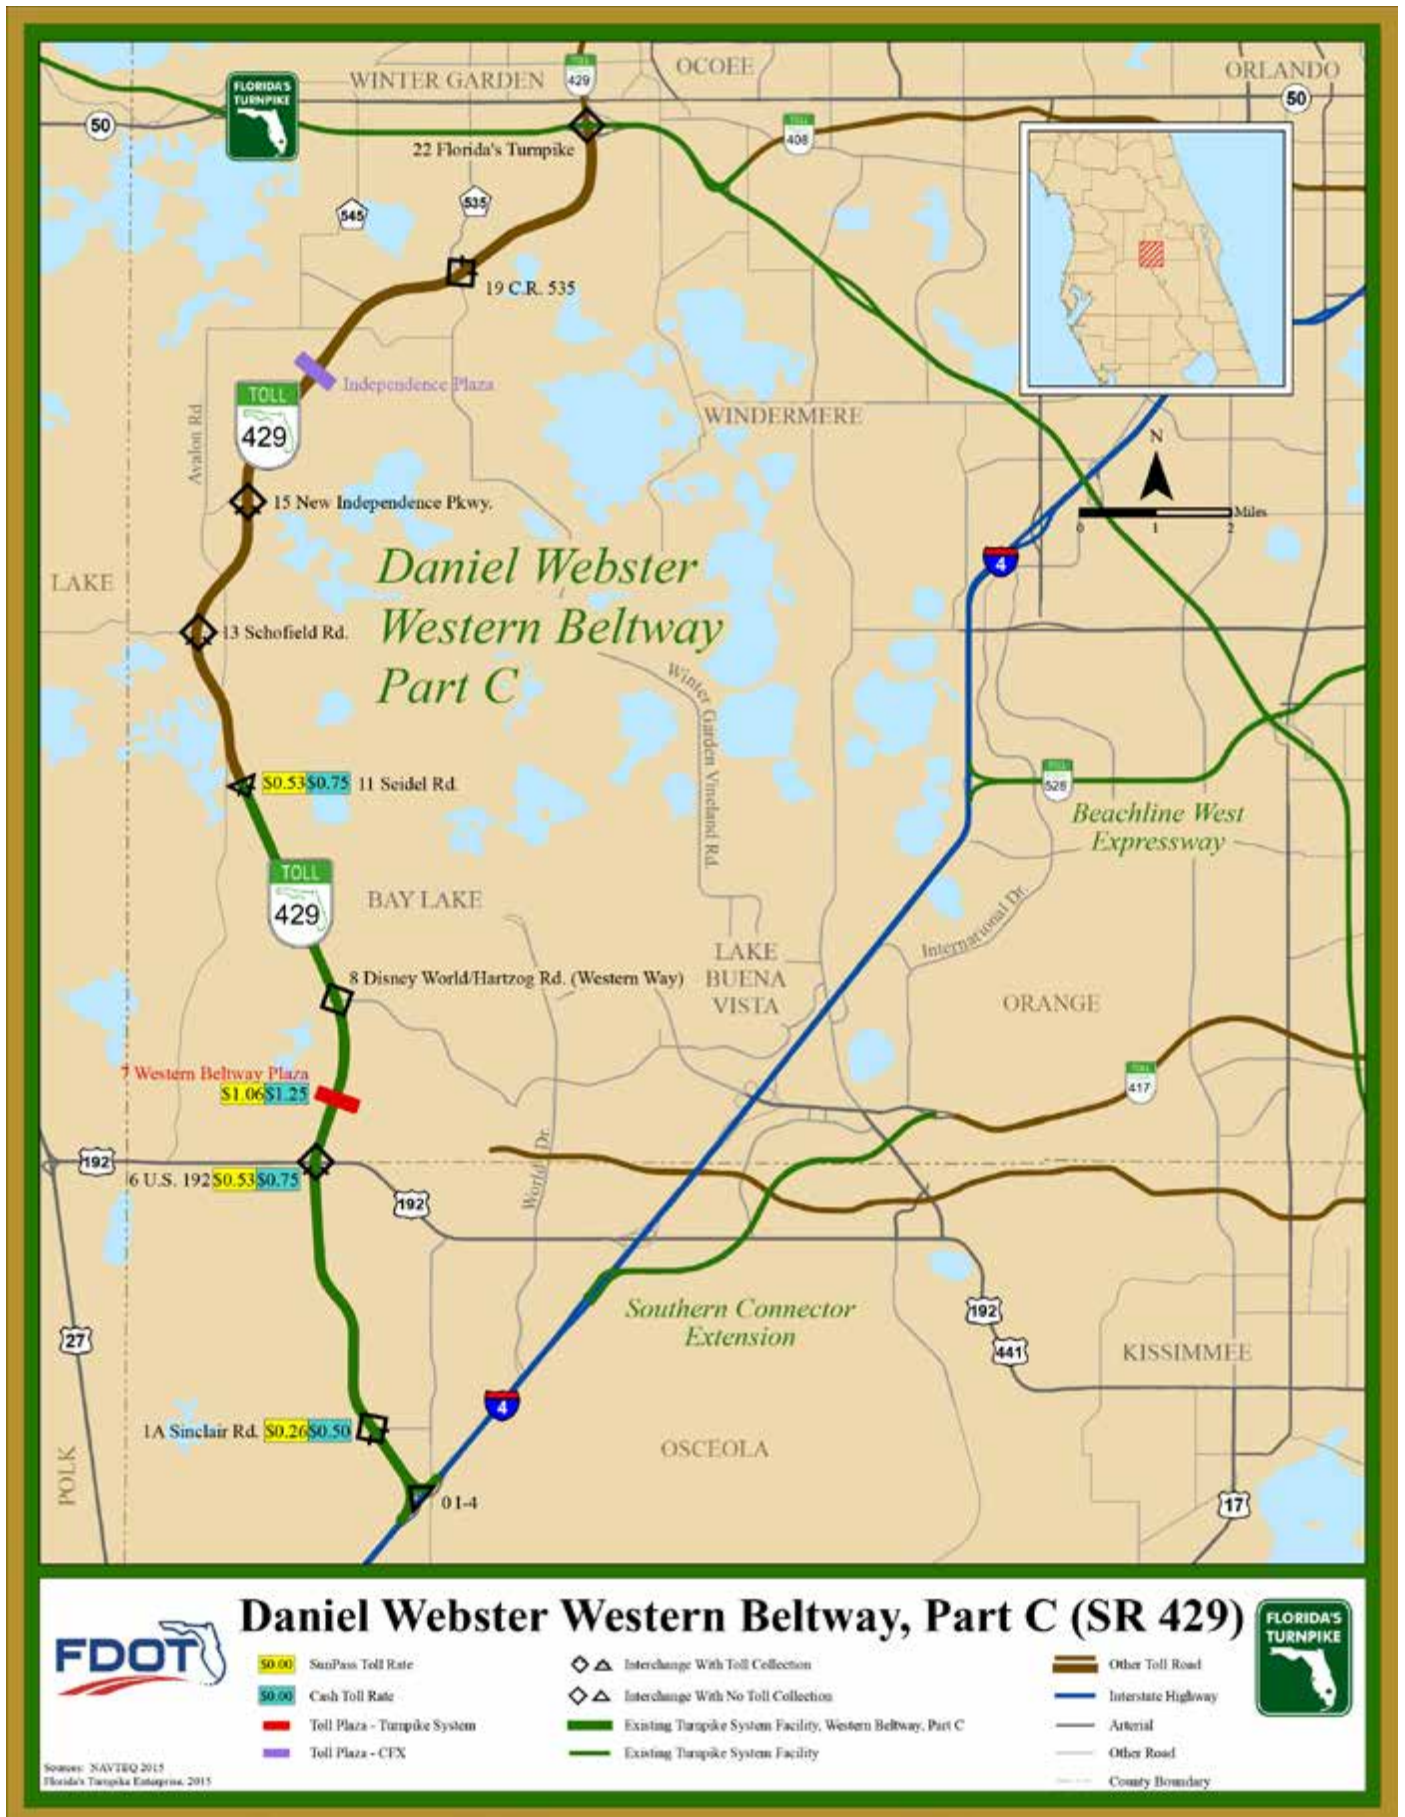 WINTER GARDEN
TOLL
429
OCOEE
ORLANDO
FLORIDA'S
TURNPIKE
50
50
TOLL
408
22 Florida's Turnpike
545
535
19 C.R. 535
Independence Plaza
TOLL
429
Avalon Rd
WINDERMERE
N
15 New Independence Pkwy.
Miles
0 1 2
Daniel Webster
Western Beltway
Part C
4
LAKE
13 Schofield Rd.
Winter Garden Vineland Rd.
$0.53 $0.75 11 Seidel Rd.
528
Beachline West
Expressway
TOLL
429
BAY LAKE
International Dr.
LAKE
BUENA
VISTA
8 Disney World/Hartzog Rd. (Western Way)
ORANGE
7 Western Beltway Plaza
$1.06 $1.25
TOLL
417
192
6 U.S. 192 $0.53 $0.75
World Dr.
192
Southern Connector
Extension
192
27
441
KISSIMMEE
4
1A Sinclair Rd. $0.26 $0.50
OSCEOLA
POLK
0 I-4
17
Daniel Webster Western Beltway, Part C (SR 429)
FDOT
FLORIDA'S
TURNPIKE
$0.00 SunPass Toll Rate
$0.00 Cash Toll Rate
Toll Plaza - Turnpike System
Toll Plaza - CFX
Interchange With Toll Collection
Interchange With No Toll Collection
Existing Turnpike System Facility, Western Beltway, Part C
Existing Turnpike System Facility
Other Toll Road
Interstate Highway
Arterial
Other Road
County Boundary
Sources: NAVTEQ 2015
Florida's Turnpike Enterprise, 2015